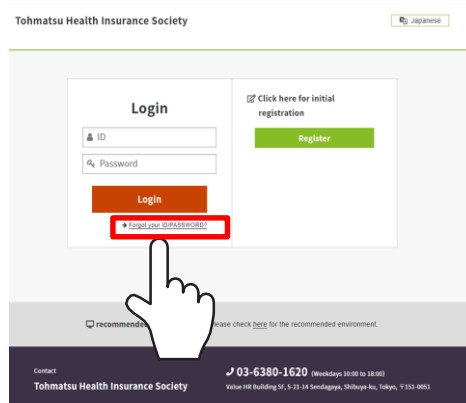 Tohmatsu Health Insurance Society
Japanese
Login
ID
Password
Login
Forgot your ID/PASSWORD?
Click here for initial
registration
Register
recommended
Please check here for the recommended environment.
Contact
Tohmatsu Health Insurance Society
03-6380-1620 (Weekdays 10:00 to 18:00)
Value HR Building 5F, 5-21-14 Sendagaya, Shibuya-ku, Tokyo, 〒151-0051